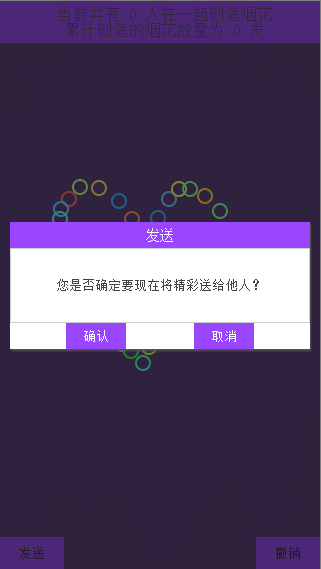 当前共有 0 人在一起创造烟花
累计创造的烟花数量为 0 发
发送
您是否确定要现在将精彩送给他人？
确认 取消
发送 撤销